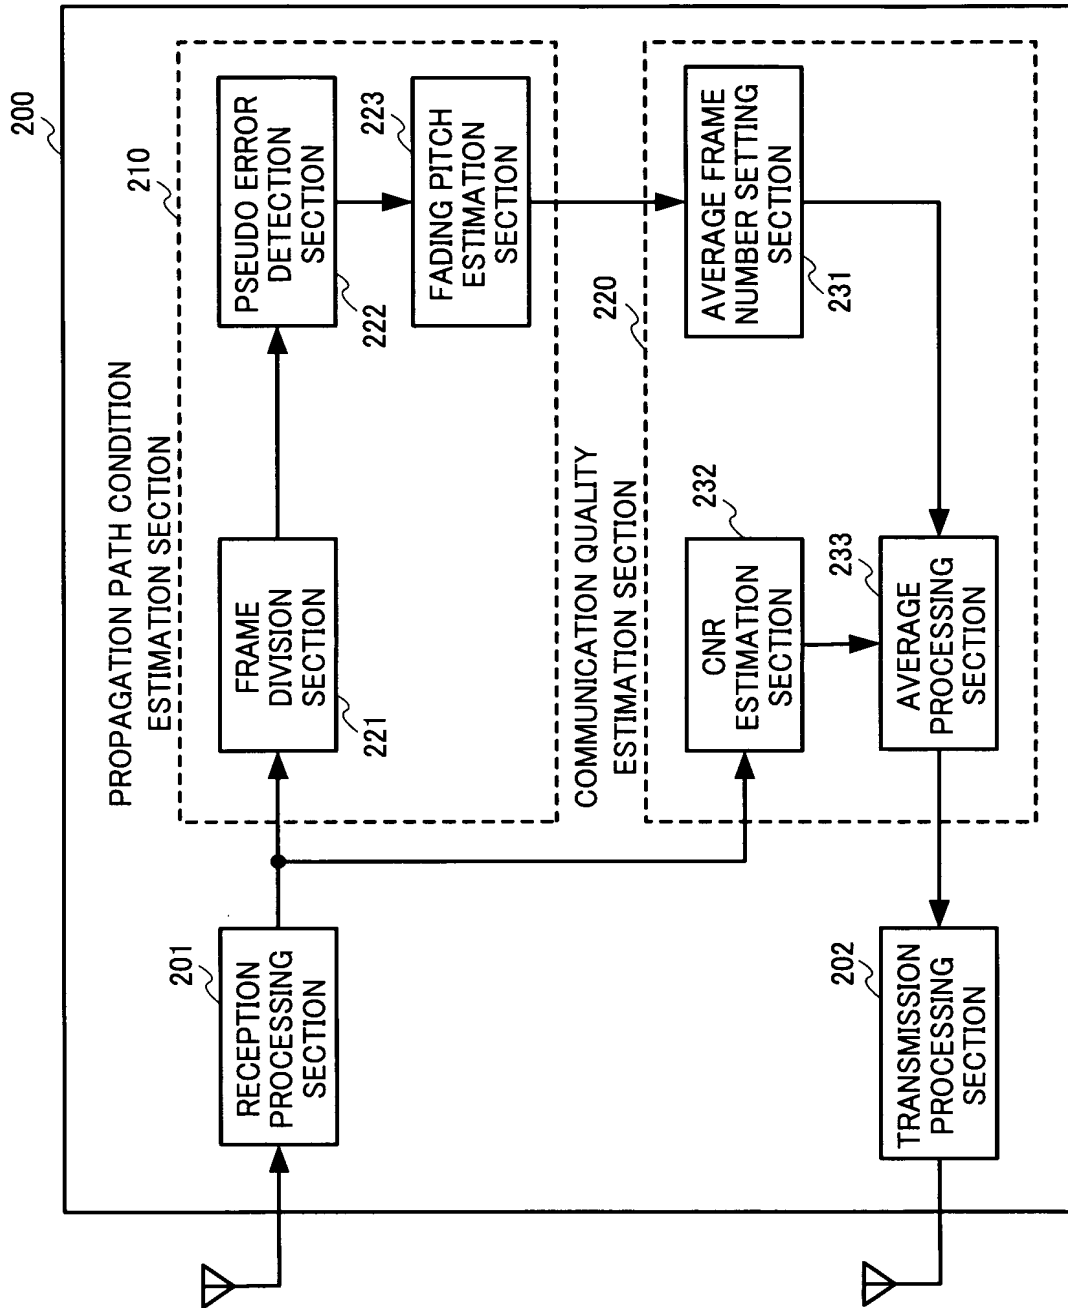 200
PROPAGATION PATH CONDITION
ESTIMATION SECTION
210
201
RECEPTION
PROCESSING
SECTION
FRAME
DIVISION
SECTION
221
PSEUDO ERROR
DETECTION
SECTION
222
223
FADING PITCH
ESTIMATION
SECTION
COMMUNICATION QUALITY
ESTIMATION SECTION
220
232
CNR
ESTIMATION
SECTION
AVERAGE FRAME
NUMBER SETTING
SECTION
231
202
TRANSMISSION
PROCESSING
SECTION
233
AVERAGE
PROCESSING
SECTION